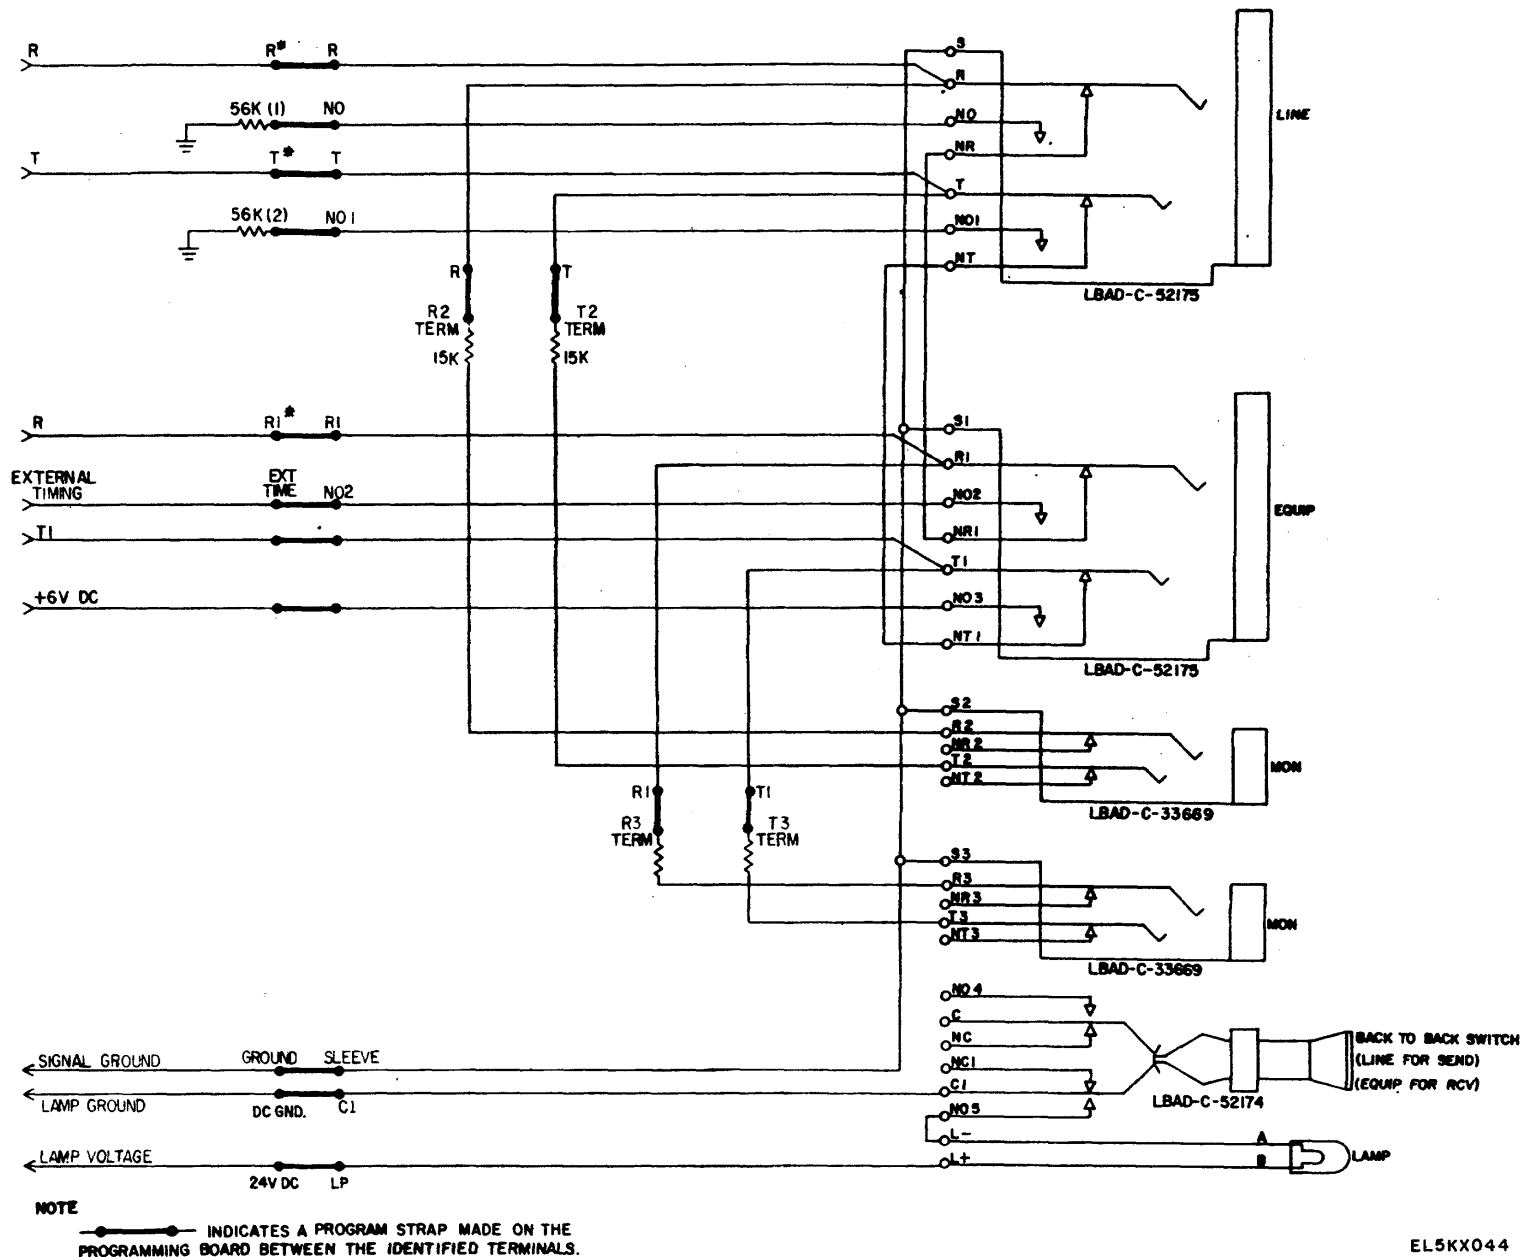 R
R* R
S
R
56K (1) NO
NO
LINE
NR
T
T* T
T
56K (2) NO1
NO1
NT
LBAD-C-52175
R T
R2 TERM
T2 TERM
15K 15K
R
R1* R1
S1
R1
EXTERNAL TIMING
EXT TIME NO2
NO2
EQUIP
T1
NR1
T1
+6V DC
NO3
NT1
LBAD-C-52175
S2
R2
NR2
T2
MON
NT2
R1 T1
LBAD-C-33669
R3 TERM
T3 TERM
S3
R3
NR3
T3
MON
NT3
LBAD-C-33669
NO4
C
NC
BACK TO BACK SWITCH
(LINE FOR SEND)
(EQUIP FOR RCV)
SIGNAL GROUND
GROUND SLEEVE
NC1
C1
LAMP GROUND
DC GND. C1
LBAD-C-52174
NO5
L-
A
LAMP VOLTAGE
L+
B
LAMP
24V DC LP
NOTE
INDICATES A PROGRAM STRAP MADE ON THE
PROGRAMMING BOARD BETWEEN THE IDENTIFIED TERMINALS.
EL5KX044